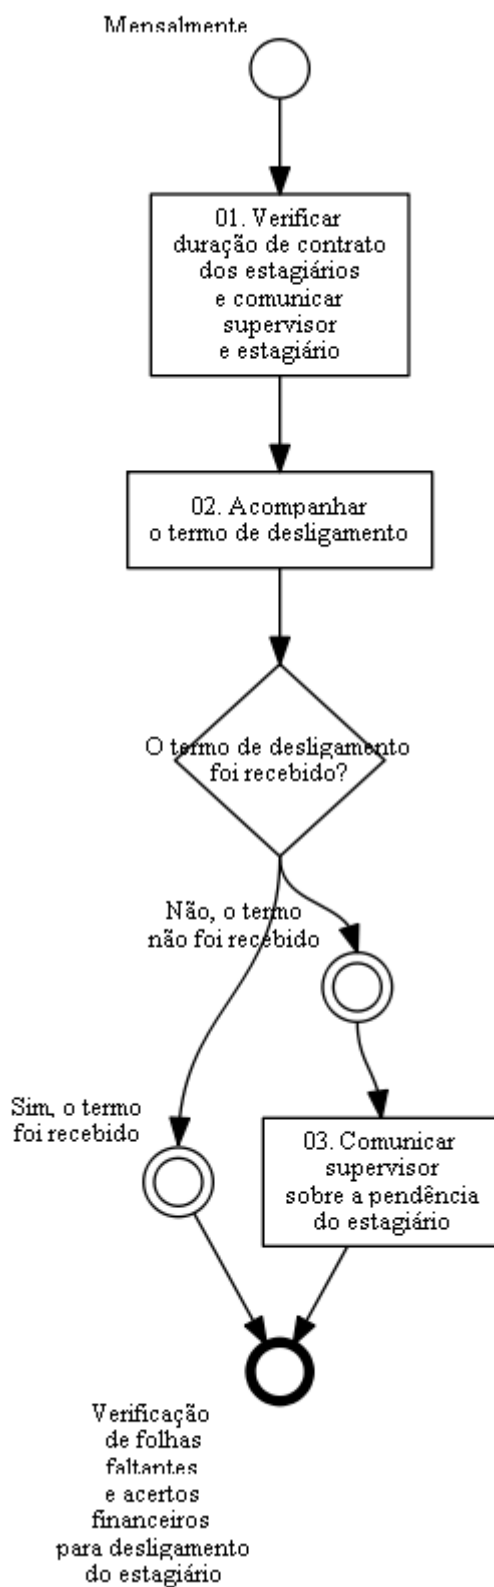 Mensalmente
01. Verificar
duração de contrato
dos estagiários
e comunicar
supervisor
e estagiário
02. Acompanhar
o termo de desligamento
O termo de desligamento
foi recebido?
Não, o termo
não foi recebido
Sim, o termo
foi recebido
03. Comunicar
supervisor
sobre a pendência
do estagiário
Verificação
de folhas
faltantes
e acertos
financeiros
para desligamento
do estagiário